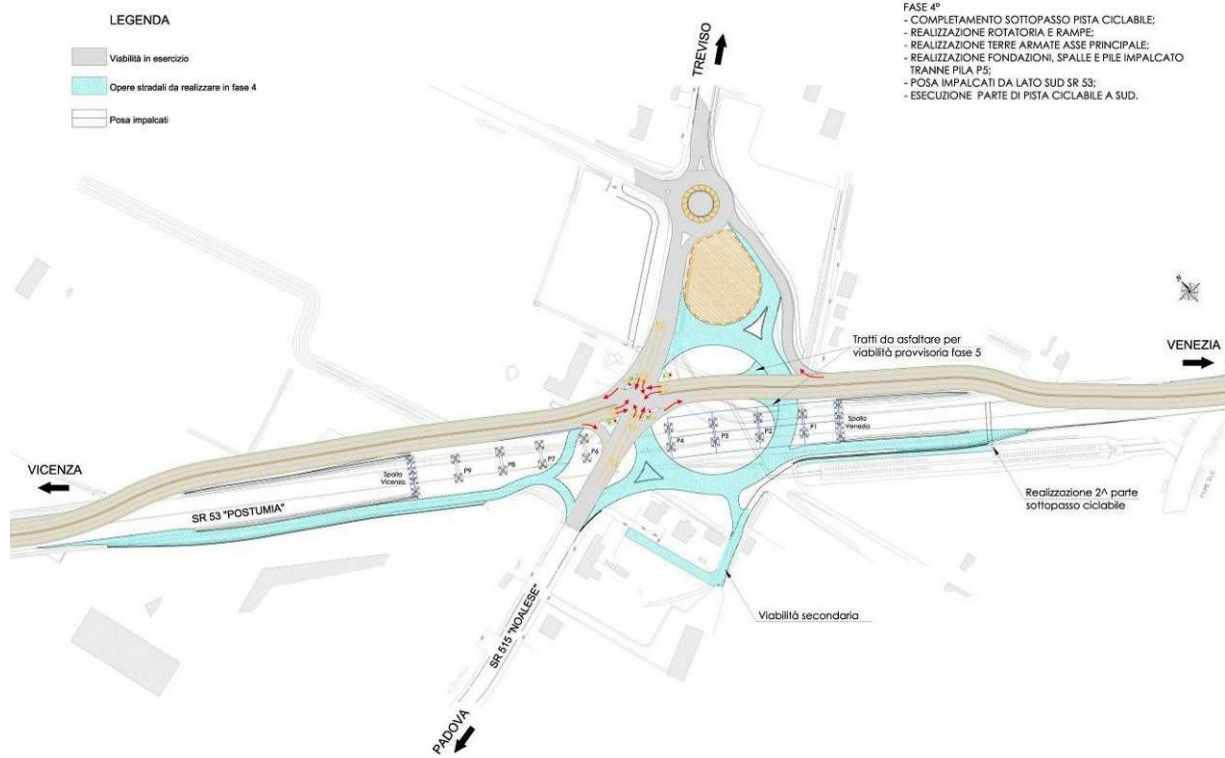 LEGENDA
Viabilità in esercizio
Opere stradali da realizzare in fase 4
Posa impalcati
FASE 4°
- COMPLETAMENTO SOTTOPASSO PISTA CICLABILE;
- REALIZZAZIONE ROTATORIA E RAMPE;
- REALIZZAZIONE TERRE ARMATE ASSE PRINCIPALE;
- REALIZZAZIONE FONDAZIONI, SPALLE E PILE IMPALCATO
TRANNE PILA P5;
- POSA IMPALCATI DA LATO SUD SR 53;
- ESECUZIONE PARTE DI PISTA CICLABILE A SUD.
TREVISO
Tratti da asfaltare per
viabilità provvisoria fase 5
VENEZIA
Spalla
Venezia
P1
P2
P3
P4
P6
P7
P8
P9
Spalla
Vicenza
VICENZA
SR 53 "POSTUMIA"
Realizzazione 2^ parte
sottopasso ciclabile
Viabilità secondaria
SR 515 "NOALESE"
PADOVA